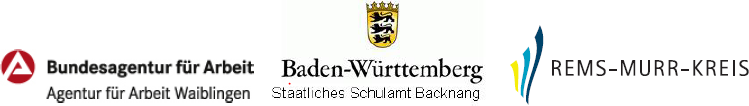 Bundesagentur für Arbeit
Agentur für Arbeit Waiblingen
Baden-Württemberg
Staatliches Schulamt Backnang
REMS-MURR-KREIS